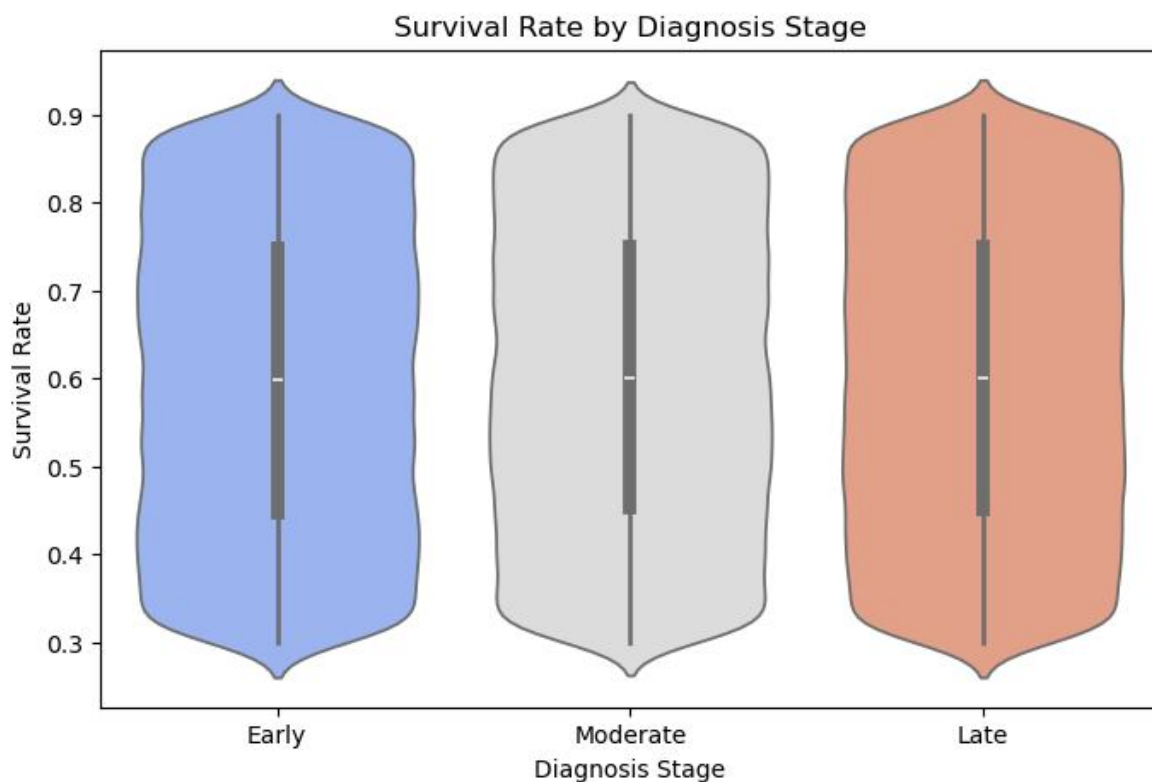 Survival Rate by Diagnosis Stage
Survival Rate
0.9
0.8
0.7
0.6
0.5
0.4
0.3
Early
Moderate
Late
Diagnosis Stage